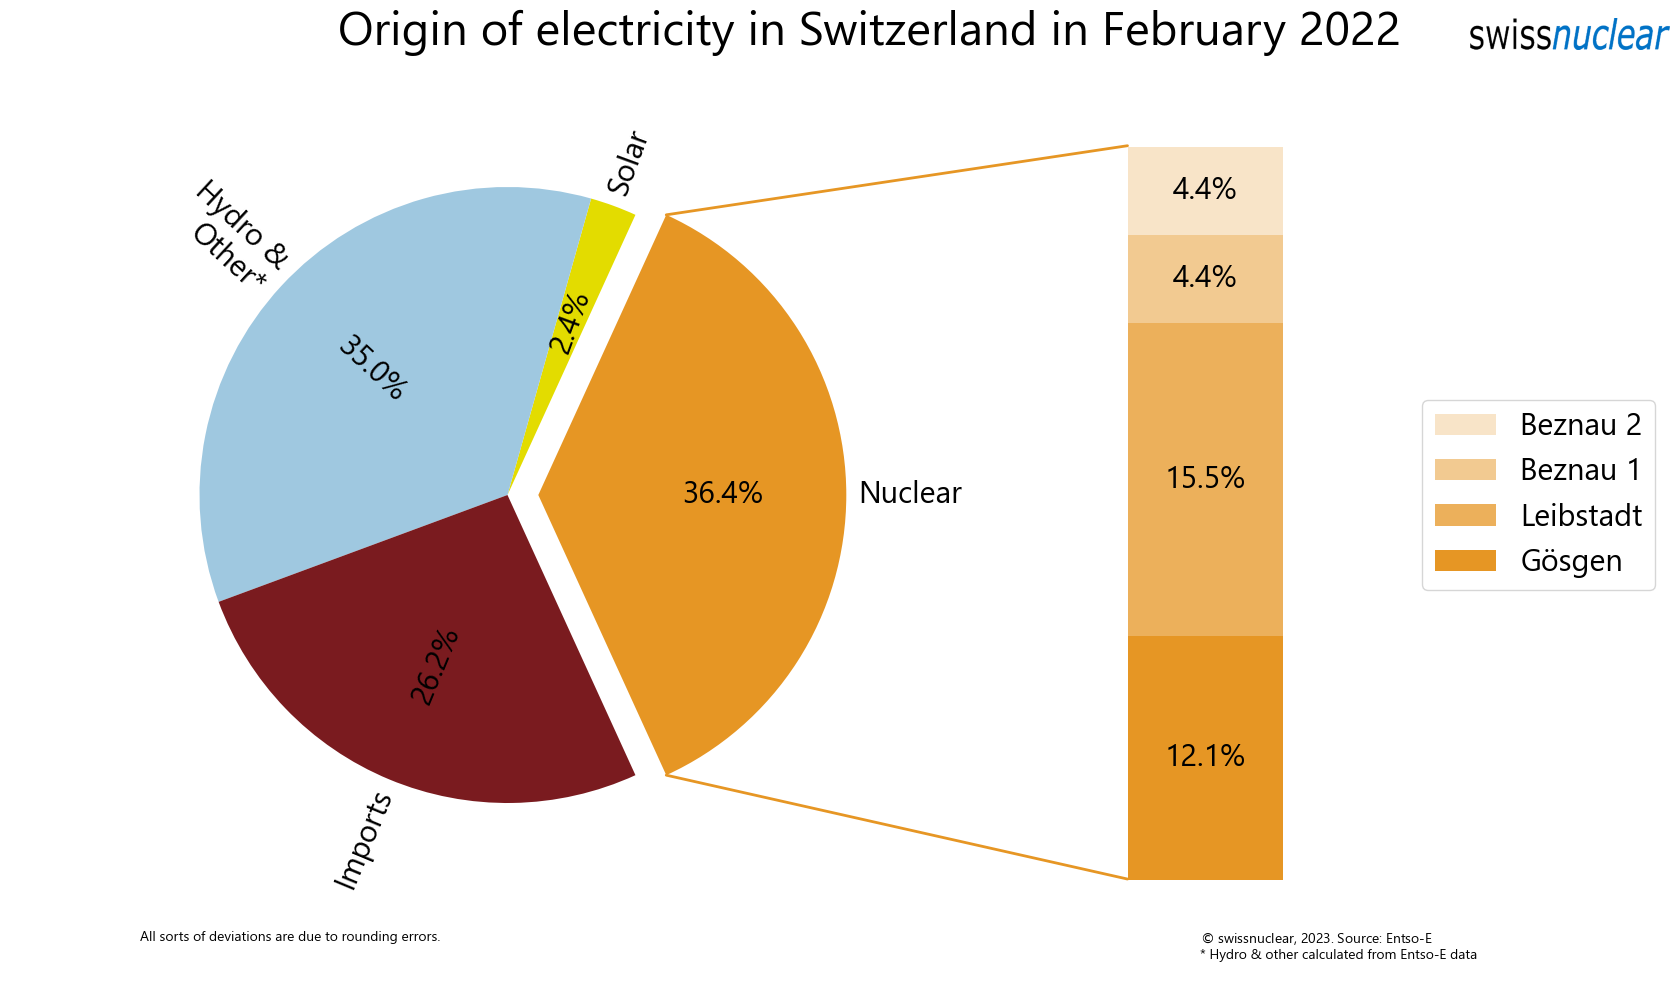 Origin of electricity in Switzerland in February 2022
swissnuclear
Solar
Hydro &
Other*
2.4%
35.0%
36.4%
Nuclear
26.2%
Imports
4.4%
4.4%
15.5%
12.1%
Beznau 2
Beznau 1
Leibstadt
Gösgen
All sorts of deviations are due to rounding errors.
© swissnuclear, 2023. Source: Entso-E
* Hydro & other calculated from Entso-E data